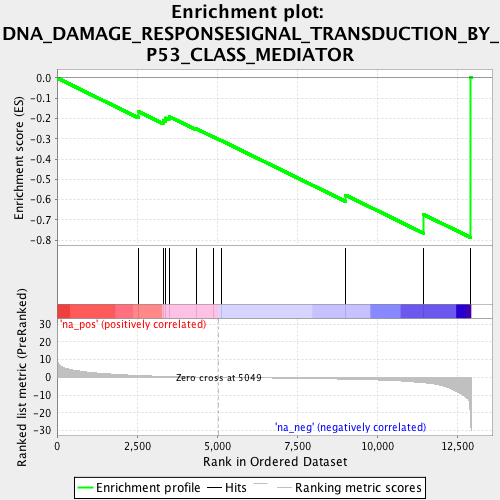 Enrichment plot:
DNA_DAMAGE_RESPONSESIGNAL_TRANSDUCTION_BY_
P53_CLASS_MEDIATOR
Enrichment score (ES)
0.0
-0.1
-0.2
-0.3
-0.4
-0.5
-0.6
-0.7
-0.8
'na_pos' (positively correlated)
Ranked list metric (PreRanked)
30
20
10
0
-10
-20
-30
Zero cross at 5049
'na_neg' (negatively correlated)
0
2,500
5,000
7,500
10,000
12,500
Rank in Ordered Dataset
Enrichment profile
Hits
Ranking metric scores